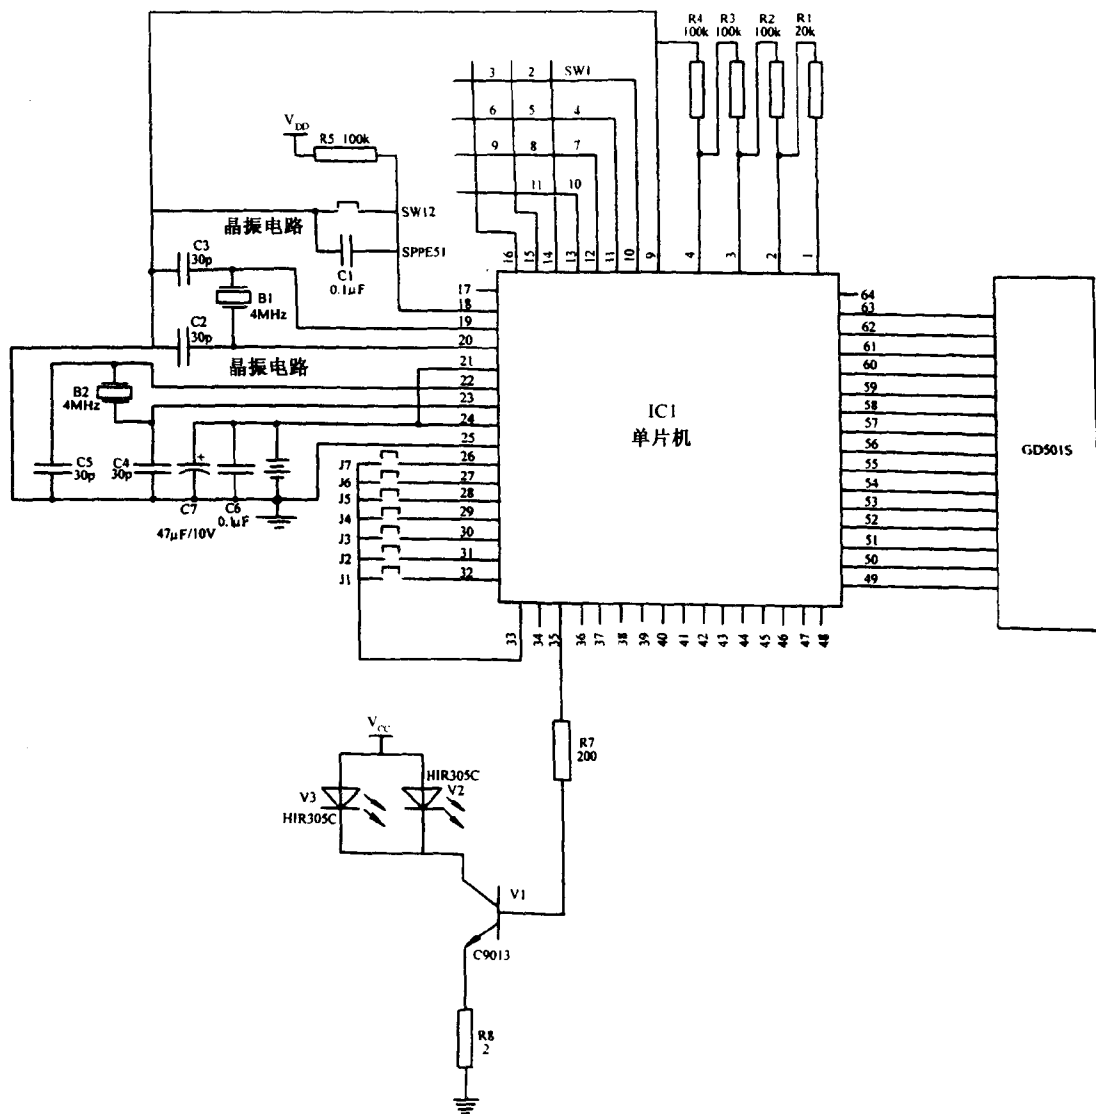 R4 R3 R2 R1
100k 100k 100k 20k
3 2 SW1
6 5 4
9 8 7
11 10
V_DD
R5 100k
SW12
晶振电路
SPPE51
C1
0.1μF
C3
30p
B1
4MHz
C2
30p
晶振电路
B2
4MHz
C5
30p
C4
30p
C7
47μF/10V
C6
0.1μF
16 15 14 13 12 11 10 9 4 3 2 1
17
18
19
20
21
22
23
24
25
26
27
28
29
30
31
32
J7
J6
J5
J4
J3
J2
J1
IC1
单片机
64
63
62
61
60
59
58
57
56
55
54
53
52
51
50
49
GD501S
33 34 35 36 37 38 39 40 41 42 43 44 45 46 47 48
R7
200
V_CC
HIR305C
V2
V3
HIR305C
V1
C9013
R8
2